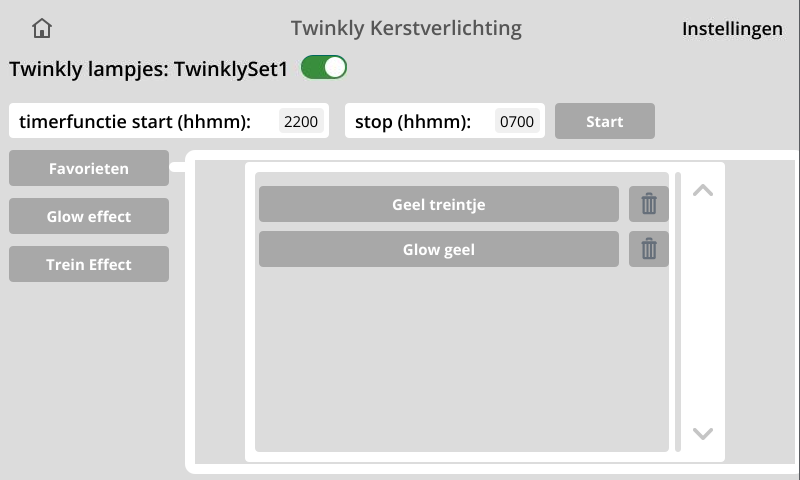 Twinkly Kerstverlichting
Instellingen
Twinkly lampjes: TwinklySet1
timerfunctie start (hhmm): 2200 stop (hhmm): 0700 Start
Favorieten
Glow effect
Trein Effect
Geel treintje
Glow geel